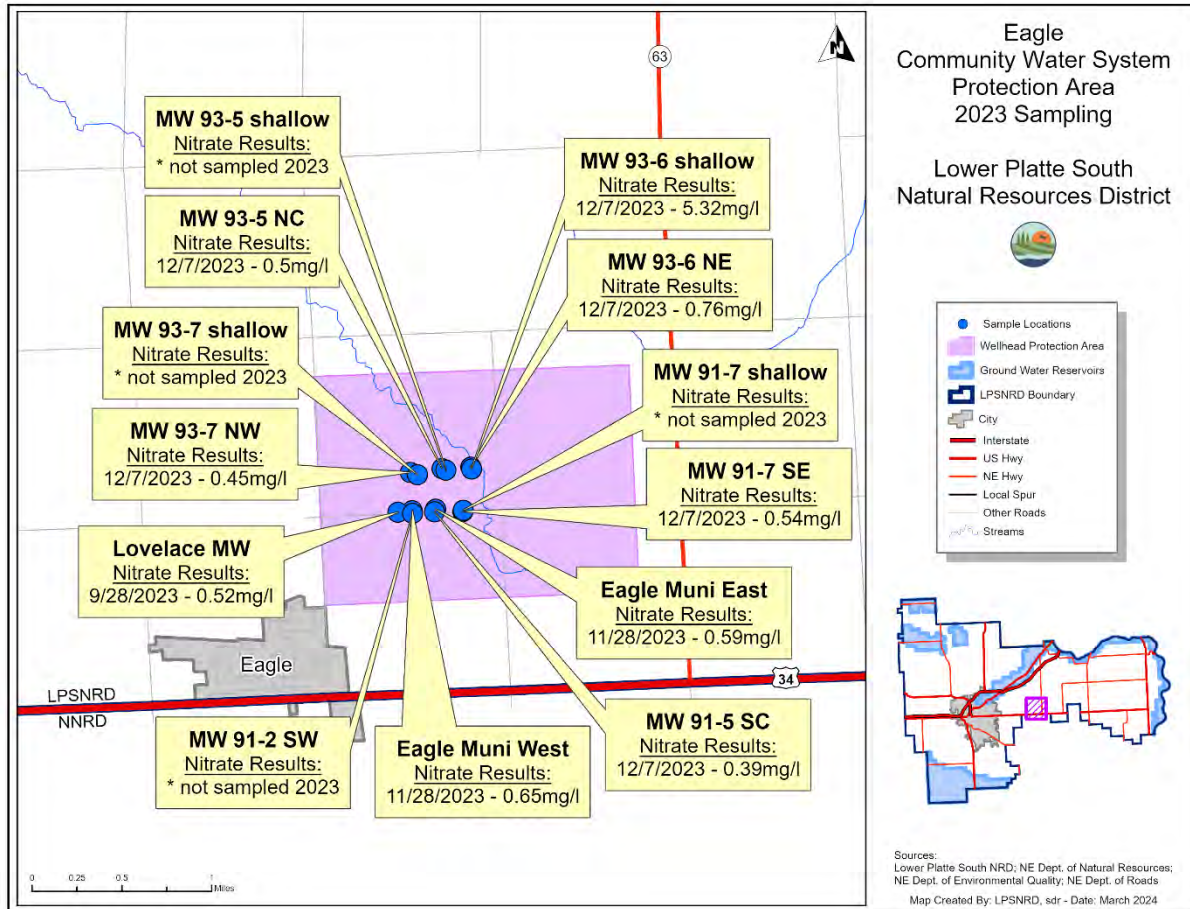 Eagle
Community Water System
Protection Area
2023 Sampling
Lower Platte South
Natural Resources District
N
63
MW 93-5 shallow
Nitrate Results:
* not sampled 2023
MW 93-6 shallow
Nitrate Results:
12/7/2023 - 5.32mg/l
MW 93-5 NC
Nitrate Results:
12/7/2023 - 0.5mg/l
MW 93-6 NE
Nitrate Results:
12/7/2023 - 0.76mg/l
MW 93-7 shallow
Nitrate Results:
* not sampled 2023
MW 91-7 shallow
Nitrate Results:
* not sampled 2023
MW 93-7 NW
Nitrate Results:
12/7/2023 - 0.45mg/l
MW 91-7 SE
Nitrate Results:
12/7/2023 - 0.54mg/l
Lovelace MW
Nitrate Results:
9/28/2023 - 0.52mg/l
Eagle Muni East
Nitrate Results:
11/28/2023 - 0.59mg/l
Eagle
34
LPSNRD
NNRD
MW 91-2 SW
Nitrate Results:
* not sampled 2023
Eagle Muni West
Nitrate Results:
11/28/2023 - 0.65mg/l
MW 91-5 SC
Nitrate Results:
12/7/2023 - 0.39mg/l
0 0.25 0.5 1
Miles
Sample Locations
Wellhead Protection Area
Ground Water Reservoirs
LPSNRD Boundary
City
Interstate
US Hwy
NE Hwy
Local Spur
Other Roads
Streams
Sources:
Lower Platte South NRD; NE Dept. of Natural Resources;
NE Dept. of Environmental Quality; NE Dept. of Roads
Map Created By: LPSNRD, sdr - Date: March 2024